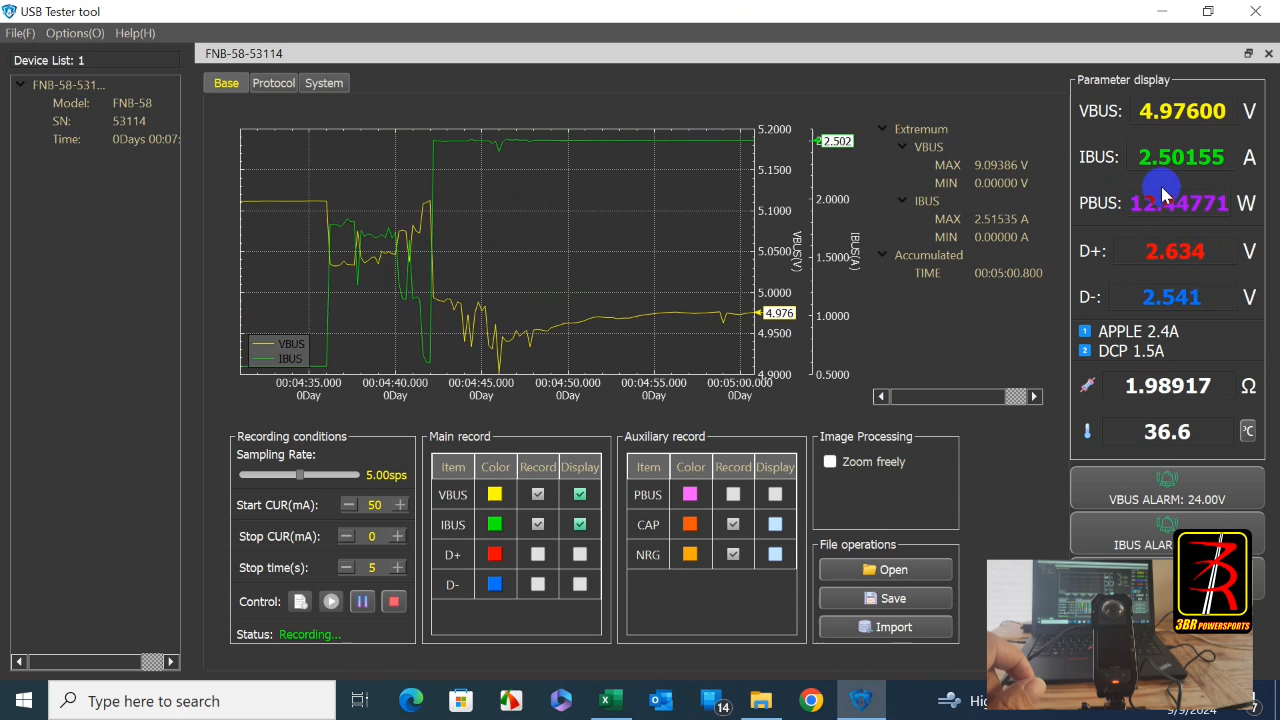 USB Tester tool
File(F) Options(O) Help(H)
Device List: 1
FNB-58-531...
Model: FNB-58
SN: 53114
Time: 0Days 00:07:
FNB-58-53114
Base Protocol System
5.2000
5.1500
5.1000
5.0500
5.0000
4.9500
4.9000
VBUS(V)
2.502
2.0000
1.5000
1.0000
0.5000
IBUS(A)
4.976
VBUS
IBUS
00:04:35.000 00:04:40.000 00:04:45.000 00:04:50.000 00:04:55.000 00:05:00.000
0Day 0Day 0Day 0Day 0Day 0Day
Extremum
VBUS
MAX 9.09386 V
MIN 0.00000 V
IBUS
MAX 2.51535 A
MIN 0.00000 A
Accumulated
TIME 00:05:00.800
Parameter display
VBUS: 4.97600 V
IBUS: 2.50155 A
PBUS: 12.44771 W
D+: 2.634 V
D-: 2.541 V
1 APPLE 2.4A
2 DCP 1.5A
1.98917 Ω
36.6 ℃
VBUS ALARM: 24.00V
IBUS ALAR
Recording conditions
Sampling Rate:
5.00sps
Start CUR(mA): 50
Stop CUR(mA): 0
Stop time(s): 5
Control:
Status: Recording...
Main record
Item Color Record Display
VBUS
IBUS
D+
D-
Auxiliary record
Item Color Record Display
PBUS
CAP
NRG
Image Processing
Zoom freely
File operations
Open
Save
Import
3R
3BR POWERSPORTS
Type here to search
14
Hig
9/9/2024
7